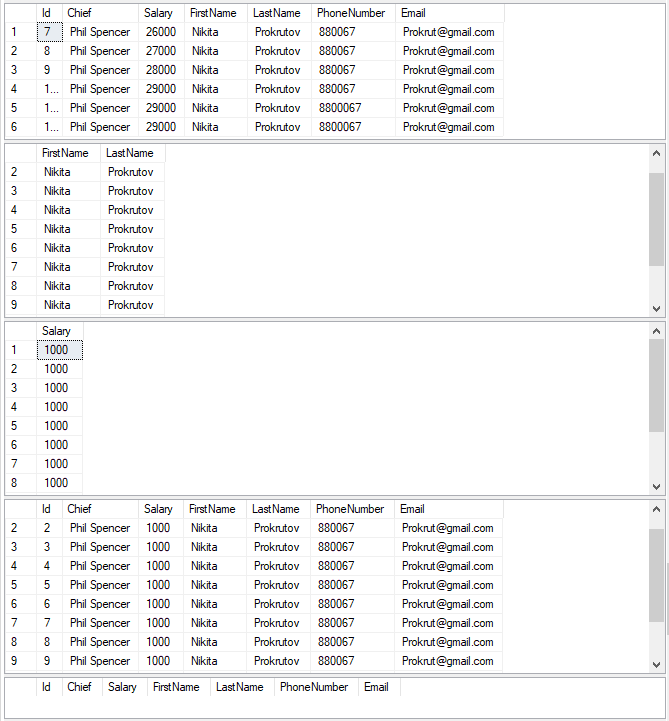 Id Chief Salary FirstName LastName PhoneNumber Email
1 7 Phil Spencer 26000 Nikita Prokrutov 880067 Prokrut@gmail.com
2 8 Phil Spencer 27000 Nikita Prokrutov 880067 Prokrut@gmail.com
3 9 Phil Spencer 28000 Nikita Prokrutov 880067 Prokrut@gmail.com
4 1... Phil Spencer 29000 Nikita Prokrutov 880067 Prokrut@gmail.com
5 1... Phil Spencer 29000 Nikita Prokrutov 8800067 Prokrut@gmail.com
6 1... Phil Spencer 29000 Nikita Prokrutov 8800067 Prokrut@gmail.com
FirstName LastName
2 Nikita Prokrutov
3 Nikita Prokrutov
4 Nikita Prokrutov
5 Nikita Prokrutov
6 Nikita Prokrutov
7 Nikita Prokrutov
8 Nikita Prokrutov
9 Nikita Prokrutov
Salary
1 1000
2 1000
3 1000
4 1000
5 1000
6 1000
7 1000
8 1000
Id Chief Salary FirstName LastName PhoneNumber Email
2 2 Phil Spencer 1000 Nikita Prokrutov 880067 Prokrut@gmail.com
3 3 Phil Spencer 1000 Nikita Prokrutov 880067 Prokrut@gmail.com
4 4 Phil Spencer 1000 Nikita Prokrutov 880067 Prokrut@gmail.com
5 5 Phil Spencer 1000 Nikita Prokrutov 880067 Prokrut@gmail.com
6 6 Phil Spencer 1000 Nikita Prokrutov 880067 Prokrut@gmail.com
7 7 Phil Spencer 1000 Nikita Prokrutov 880067 Prokrut@gmail.com
8 8 Phil Spencer 1000 Nikita Prokrutov 880067 Prokrut@gmail.com
9 9 Phil Spencer 1000 Nikita Prokrutov 880067 Prokrut@gmail.com
Id Chief Salary FirstName LastName PhoneNumber Email